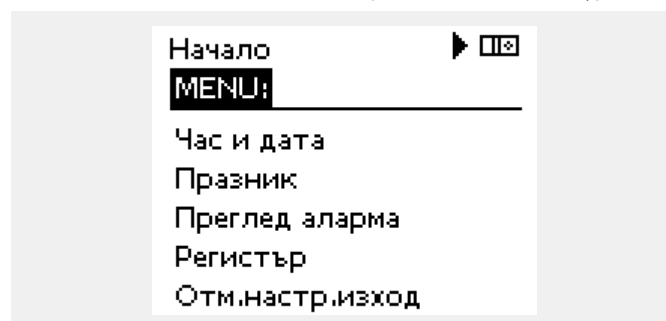 Начало
MENU:
Час и дата
Празник
Преглед аларма
Регистър
Отм.настр.изход